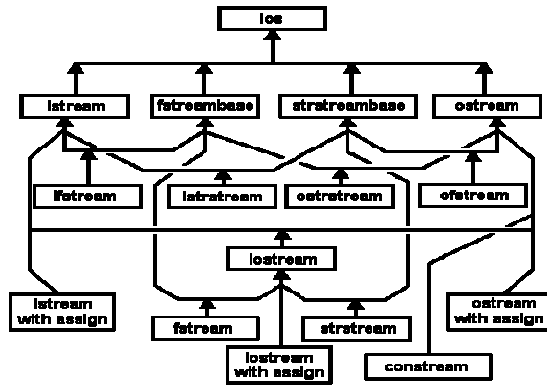 ios
istream
fstreambase
strstreambase
ostream
ifstream
istrstream
ostrstream
ofstream
iostream
istream
with assign
ostream
with assign
fstream
strstream
iostream
with assign
constream